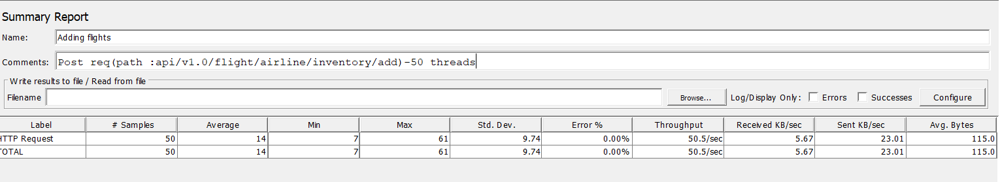 Summary Report
Name: Adding flights
Comments: Post req(path :api/v1.0/flight/airline/inventory/add)-50 threads
Write results to file / Read from file
Filename Browse... Log/Display Only: Errors Successes Configure
Label # Samples Average Min Max Std. Dev. Error % Throughput Received KB/sec Sent KB/sec Avg. Bytes
HTTP Request 50 14 7 61 9.74 0.00% 50.5/sec 5.67 23.01 115.0
TOTAL 50 14 7 61 9.74 0.00% 50.5/sec 5.67 23.01 115.0